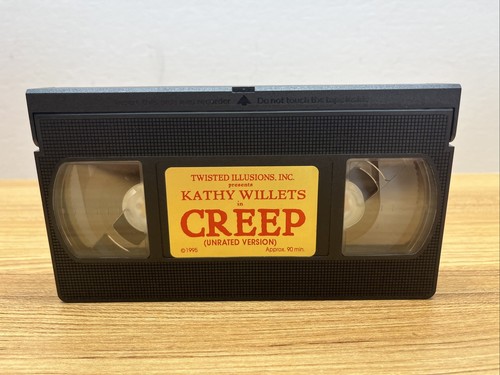 Do not touch the tape inside
TWISTED ILLUSIONS, INC.
presents
KATHY WILLETS
in
CREEP
(UNRATED VERSION)
©1995 Approx. 90 min.